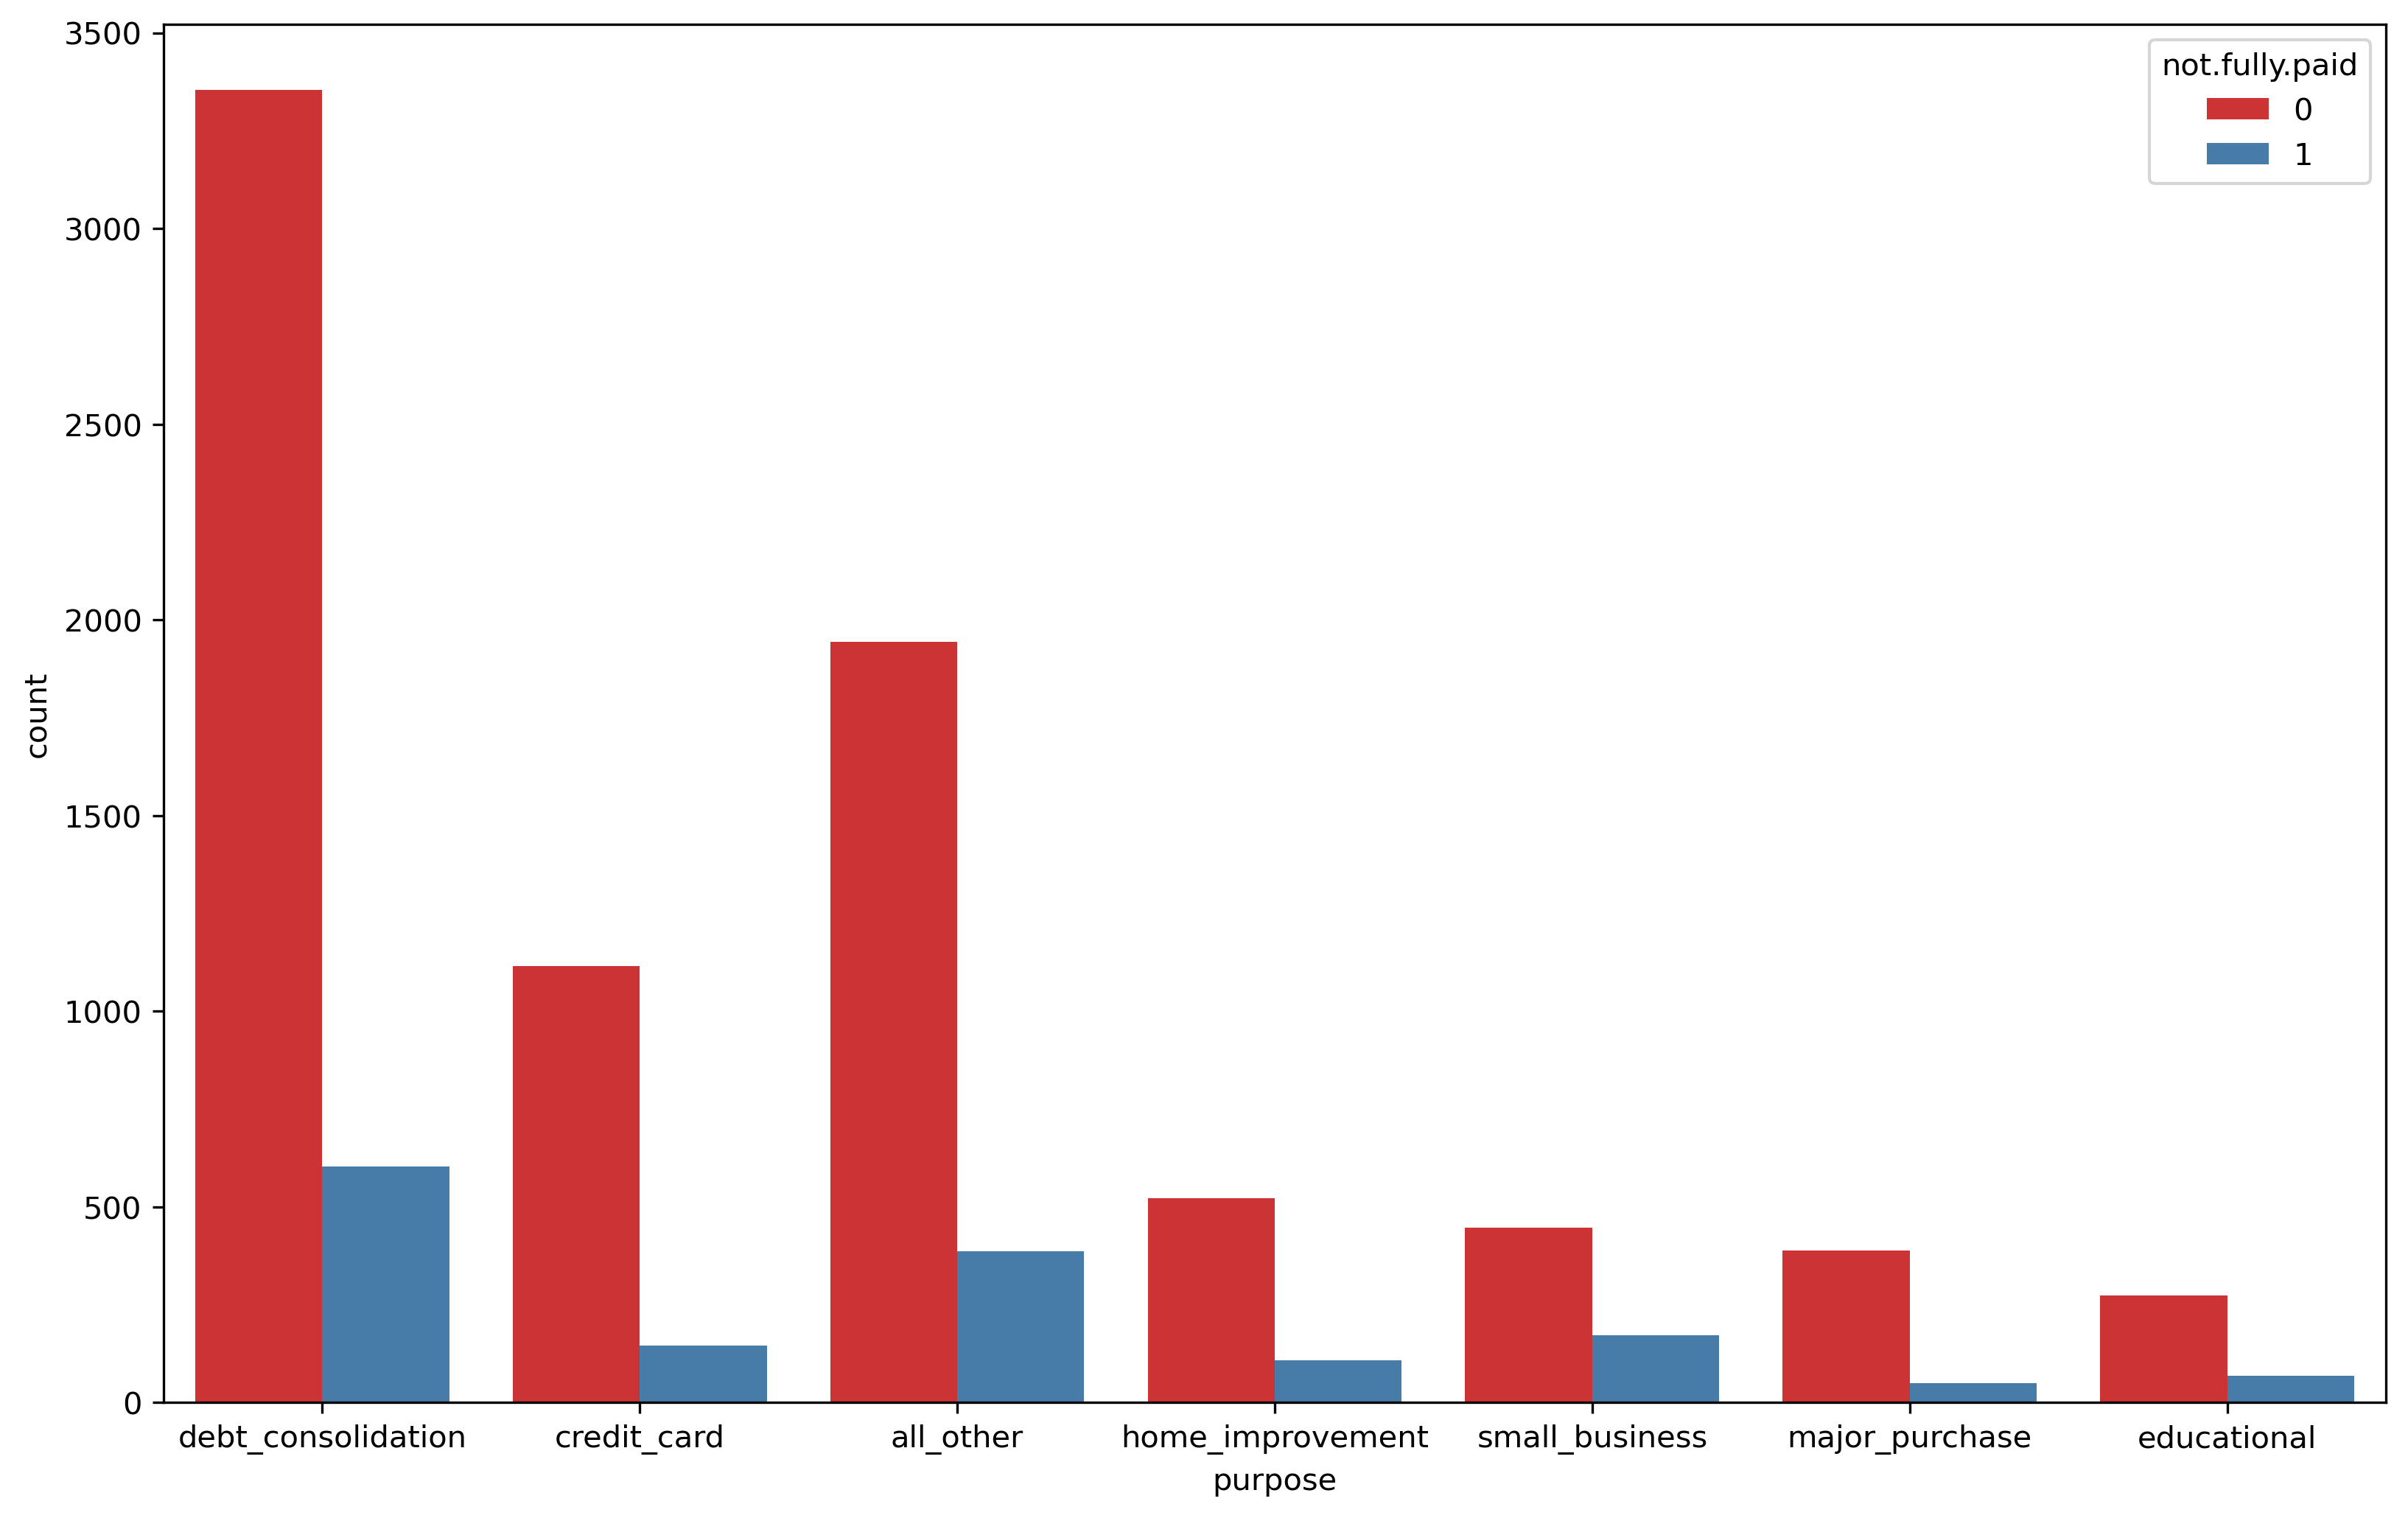 3500
3000
2500
2000
1500
1000
500
0
count
not.fully.paid
0
1
debt_consolidation credit_card all_other home_improvement small_business major_purchase educational
purpose